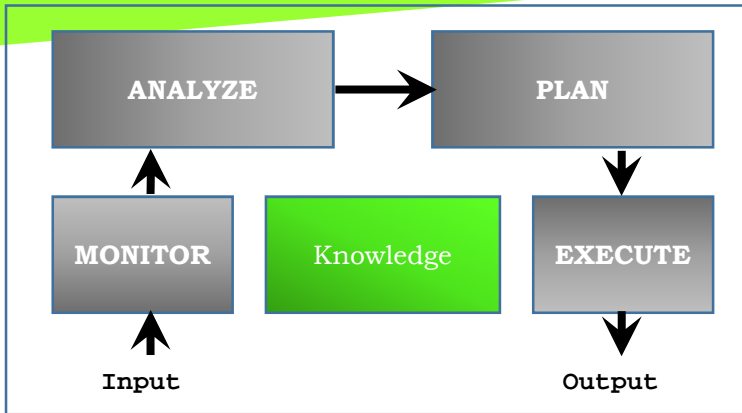 ANALYZE
PLAN
MONITOR
Knowledge
EXECUTE
Input
Output